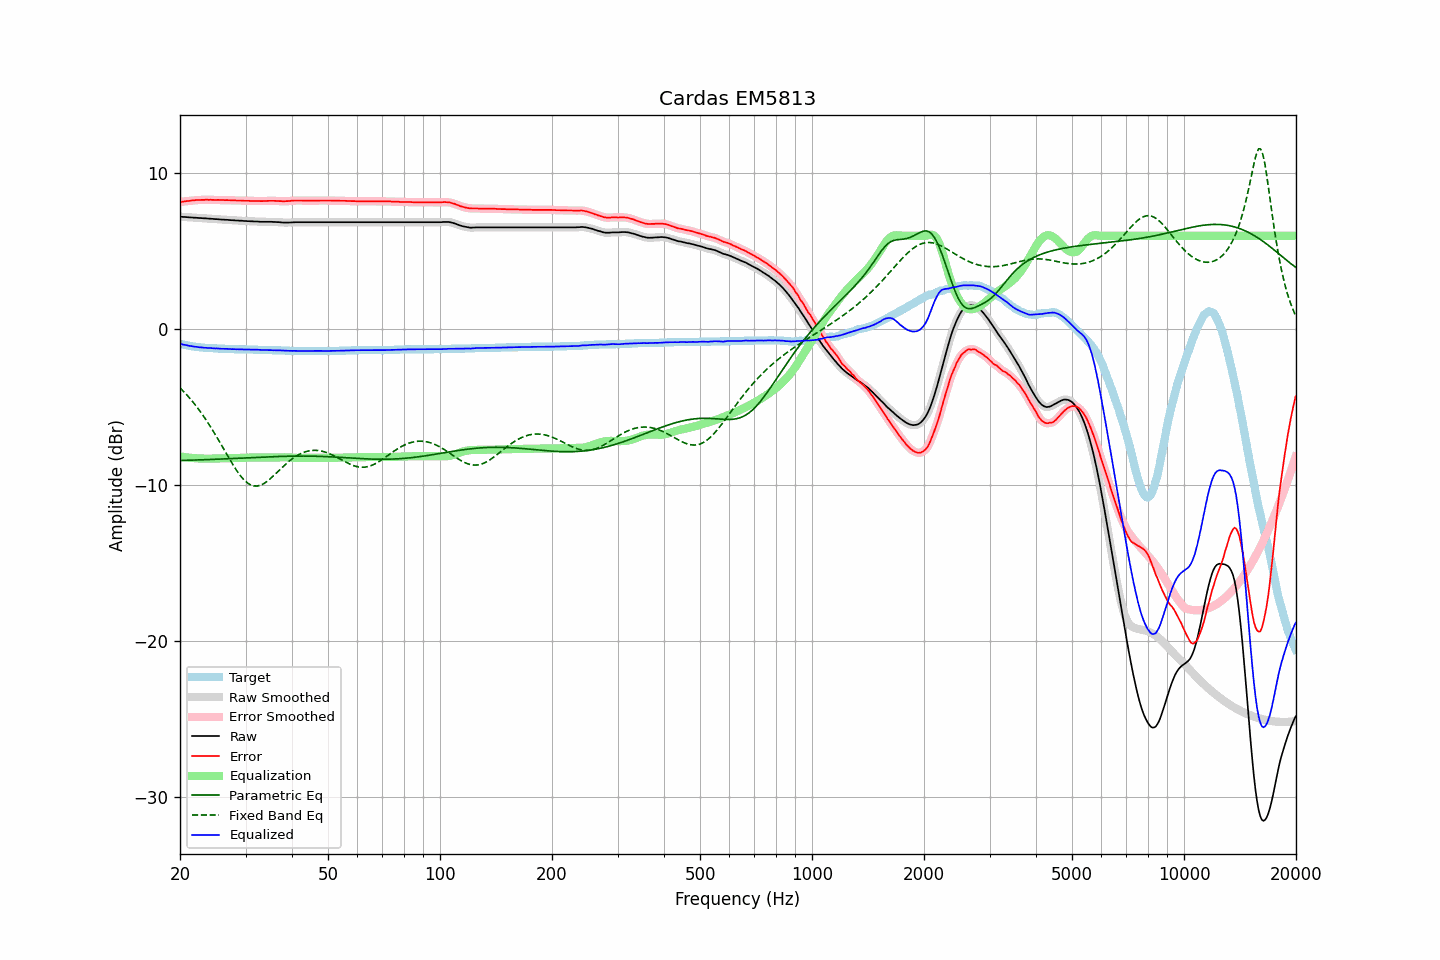 Cardas EM5813
Amplitude (dBr)
10
0
−10
−20
−30
Target
Raw Smoothed
Error Smoothed
Raw
Error
Equalization
Parametric Eq
Fixed Band Eq
Equalized
20 50 100 200 500 1000 2000 5000 10000 20000
Frequency (Hz)